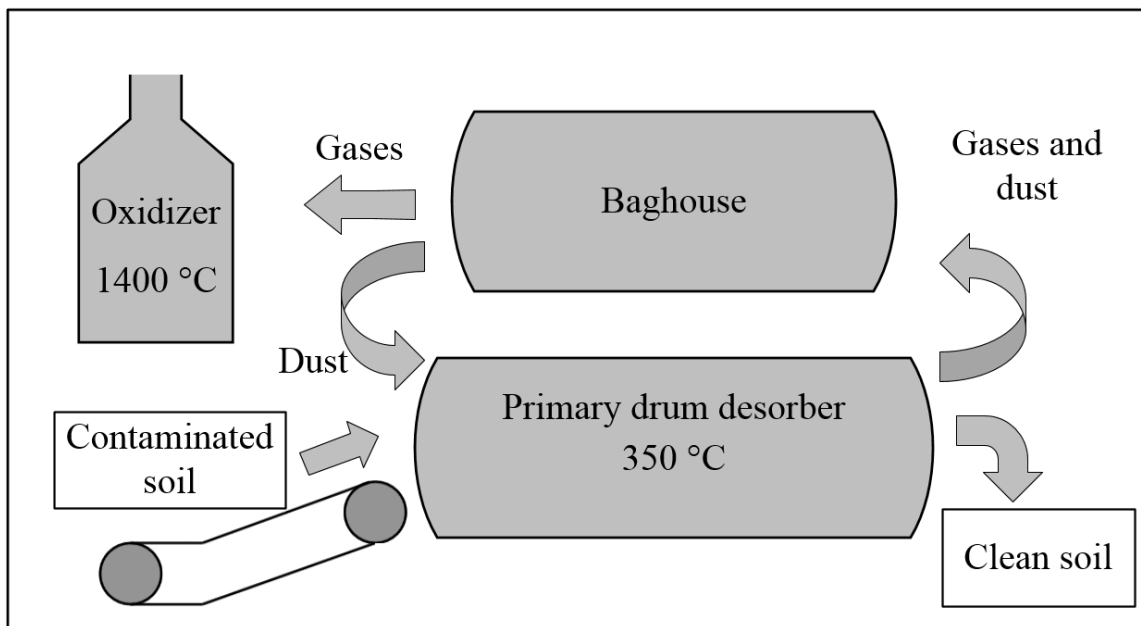 Gases
Gases and
dust
Oxidizer
1400 °C
Baghouse
Dust
Primary drum desorber
350 °C
Contaminated
soil
Clean soil